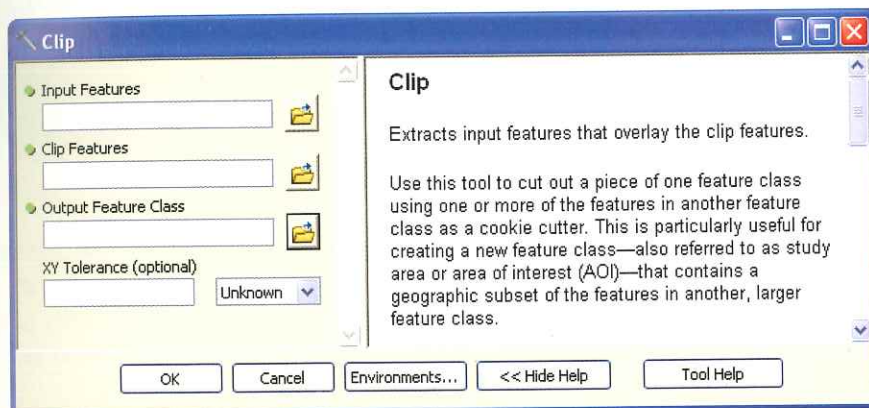 Clip
Input Features
Clip Features
Output Feature Class
XY Tolerance (optional)
Unknown
Clip
Extracts input features that overlay the clip features.
Use this tool to cut out a piece of one feature class
using one or more of the features in another feature
class as a cookie cutter. This is particularly useful for
creating a new feature class—also referred to as study
area or area of interest (AOI)—that contains a
geographic subset of the features in another, larger
feature class.
OK Cancel Environments... << Hide Help Tool Help